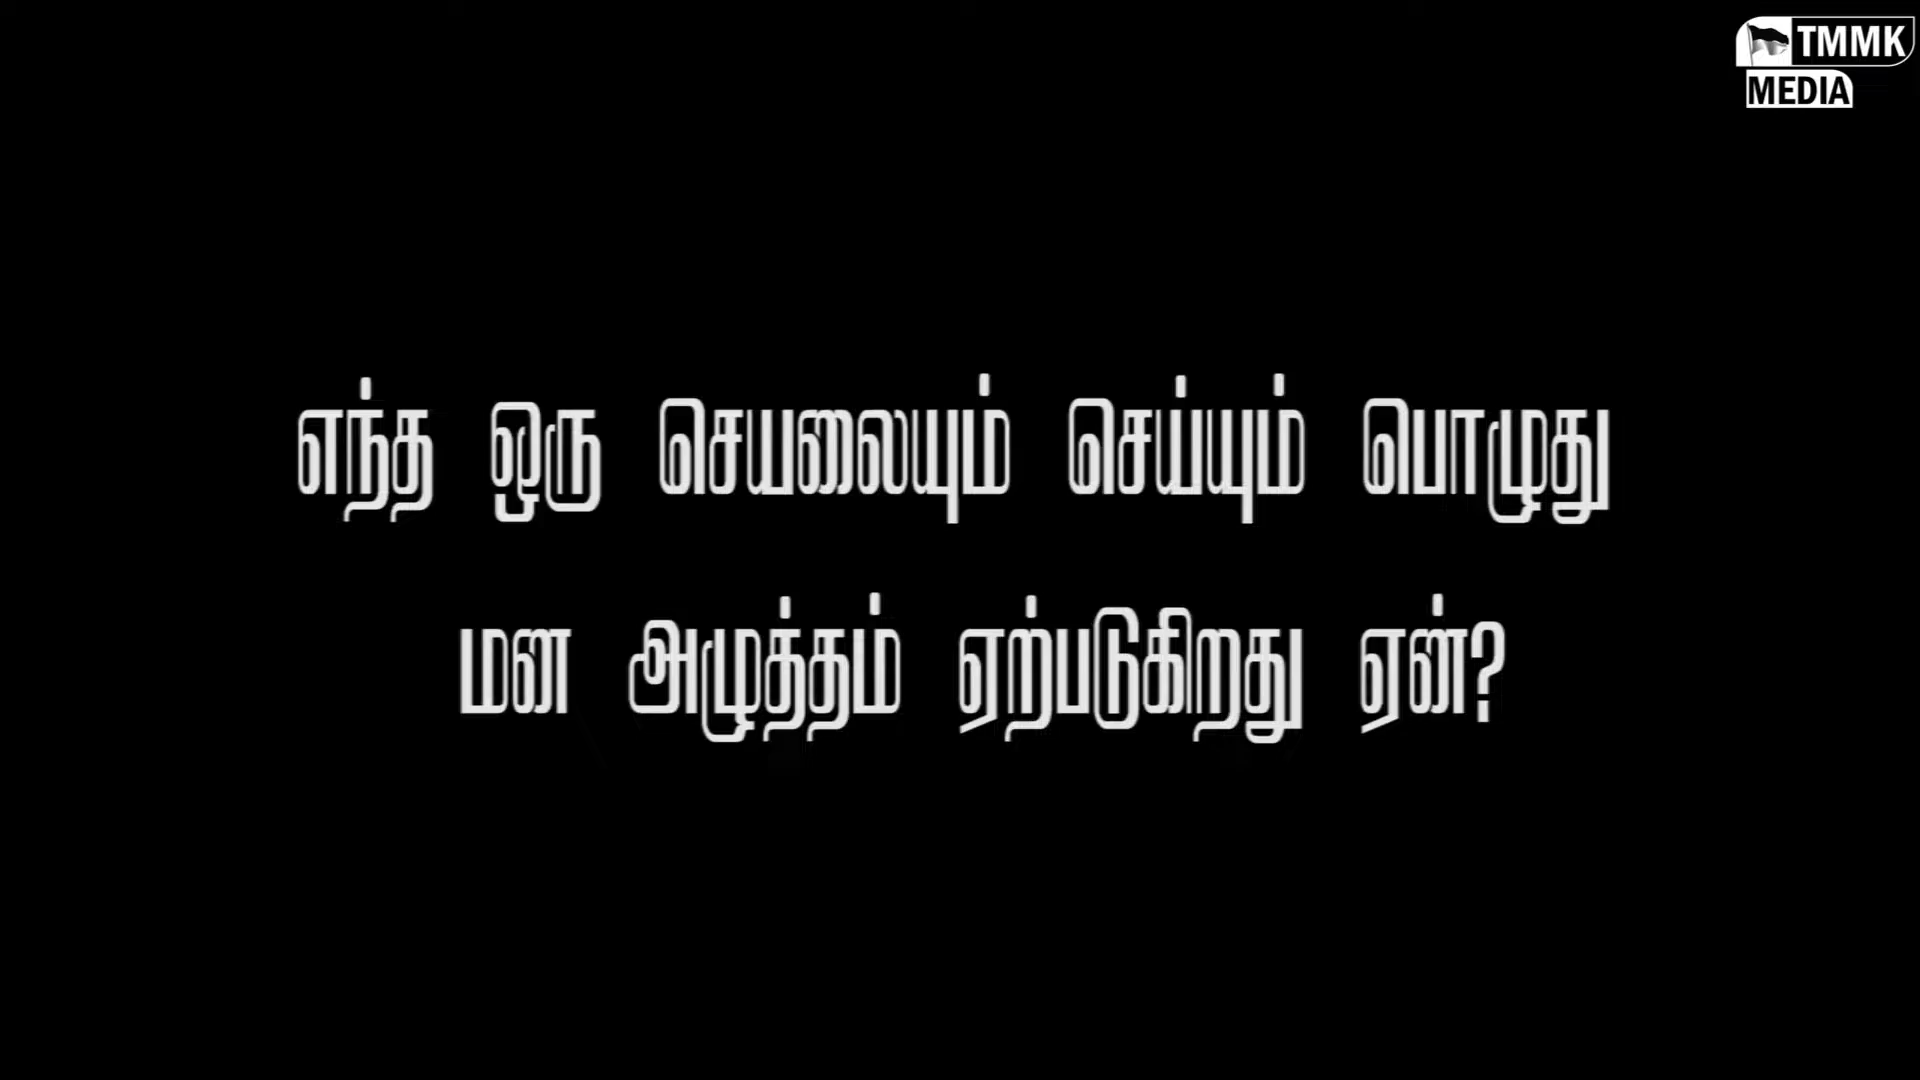 TMMK
MEDIA
எந்த ஒரு செயலையும் செய்யும் பொழுது
மன அழுத்தம் ஏற்படுகிறது ஏன்?